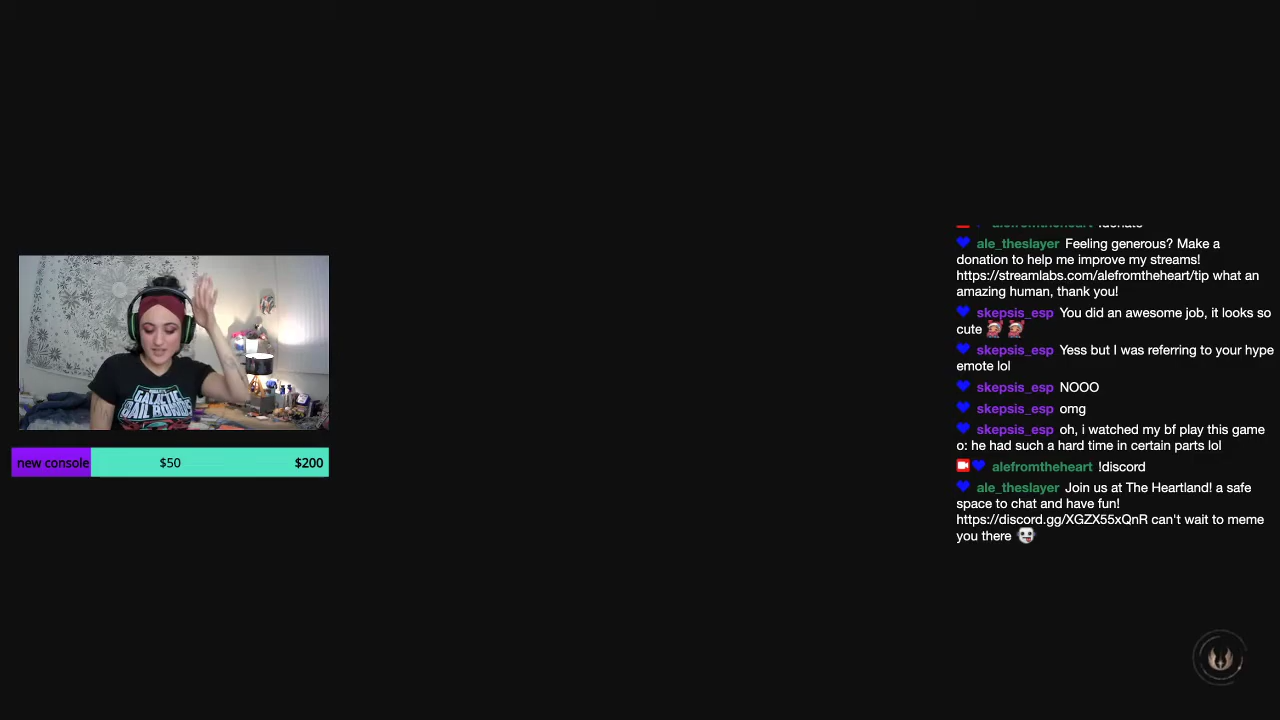 alefromtheheart !donate
ale_theslayer Feeling generous? Make a
donation to help me improve my streams!
https://streamlabs.com/alefromtheheart/tip what an
amazing human, thank you!
skepsis_esp You did an awesome job, it looks so
cute
skepsis_esp Yess but I was referring to your hype
emote lol
skepsis_esp NOOO
skepsis_esp omg
skepsis_esp oh, i watched my bf play this game
o: he had such a hard time in certain parts lol
alefromtheheart !discord
ale_theslayer Join us at The Heartland! a safe
space to chat and have fun!
https://discord.gg/XGZX55xQnR can't wait to meme
you there
GALACTIC
BAIL BONDS
new console $50 $200